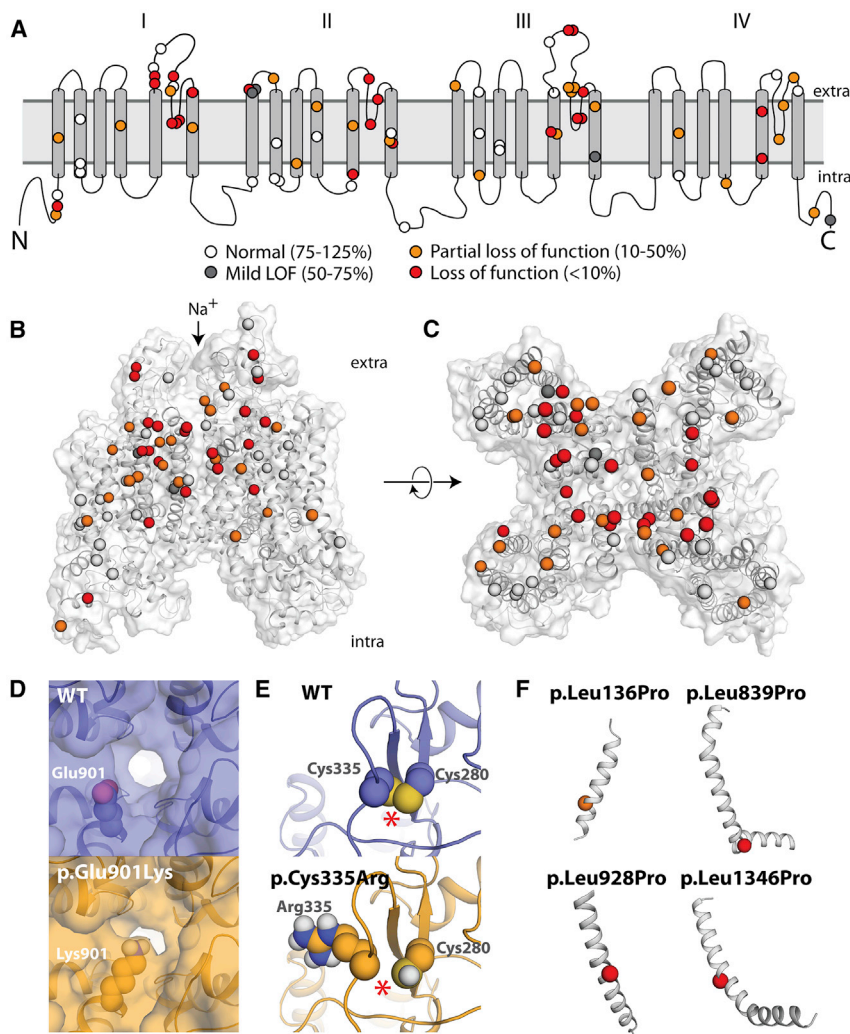 A
I II III IV
extra
intra
N C
Normal (75-125%) Partial loss of function (10-50%)
Mild LOF (50-75%) Loss of function (<10%)
B Na+ C
extra
intra
D E F
WT WT p.Leu136Pro p.Leu839Pro
Glu901 Cys335 Cys280
*
p.Glu901Lys p.Cys335Arg p.Leu928Pro p.Leu1346Pro
Arg335
Lys901 Cys280
*